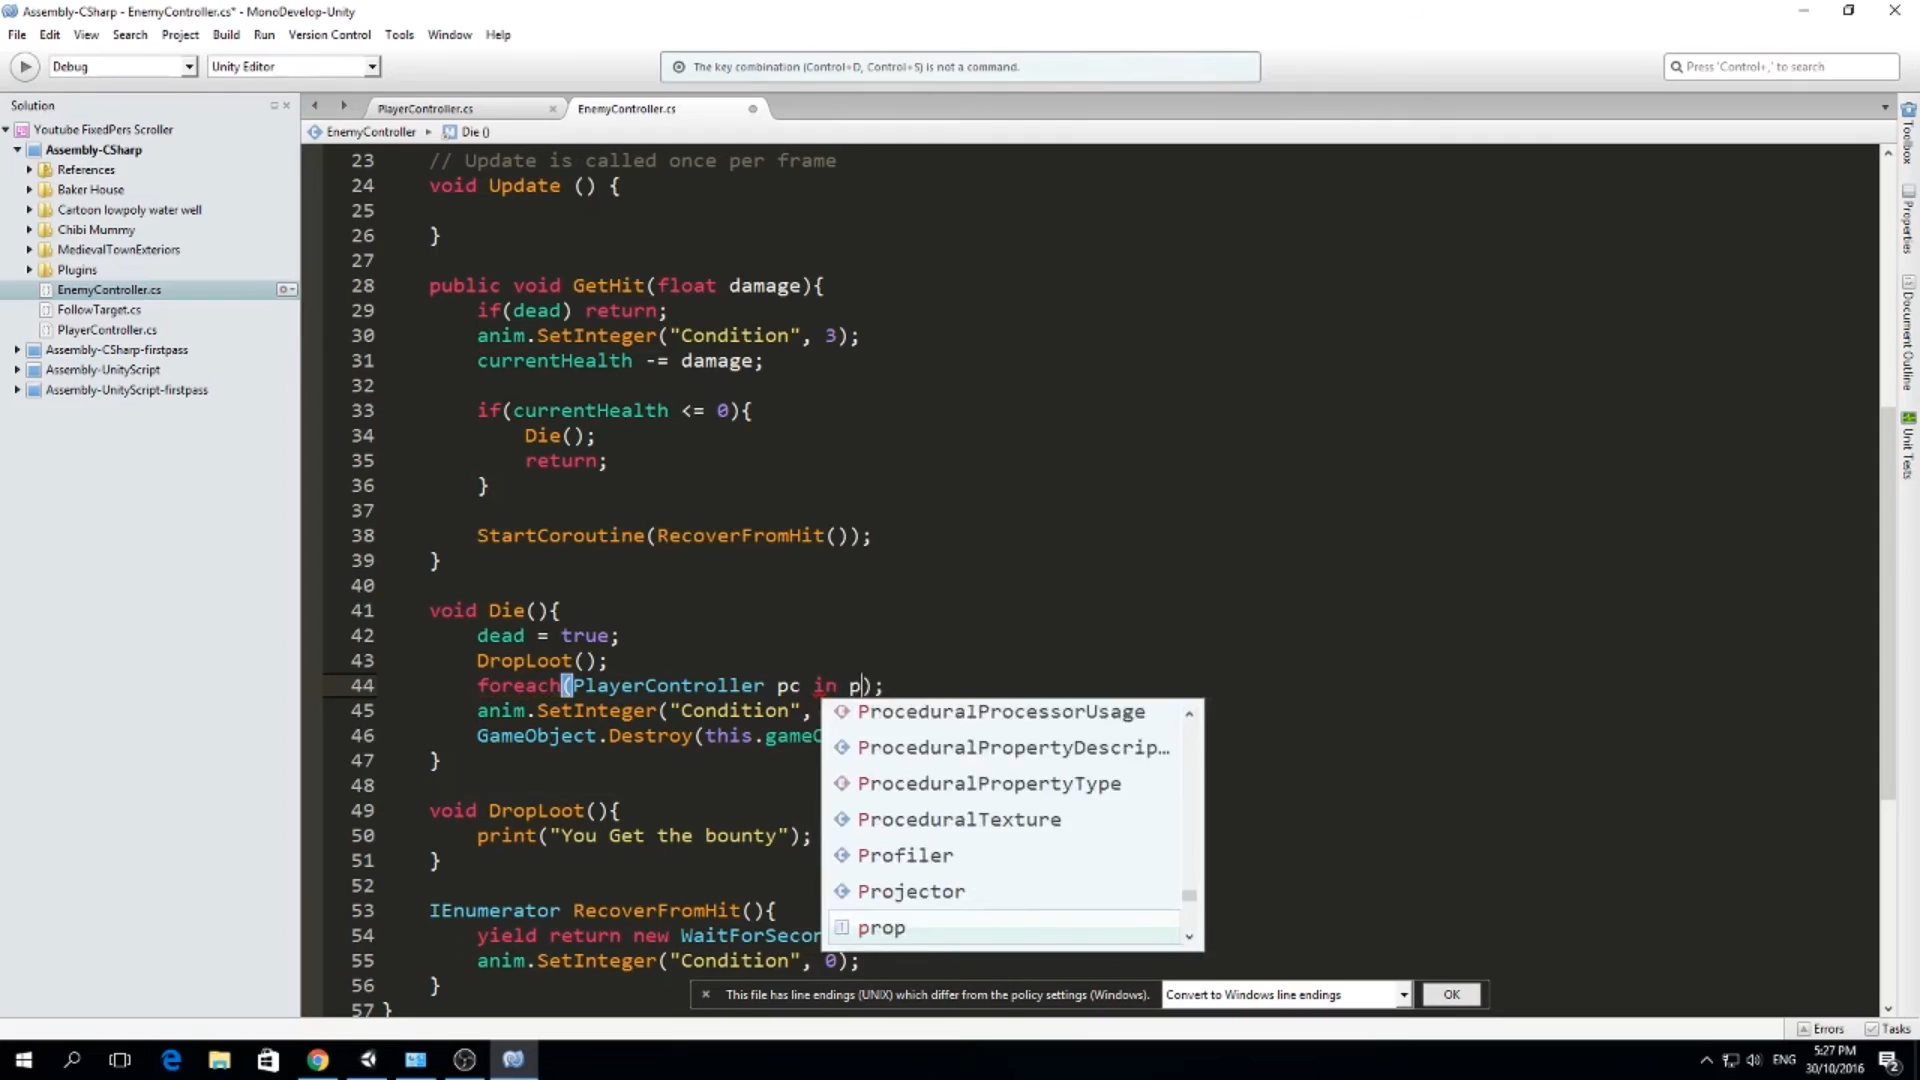 Assembly-CSharp - EnemyController.cs* - MonoDevelop-Unity
File Edit View Search Project Build Run Version Control Tools Window Help
Debug
Unity Editor
The key combination (Control+D, Control+S) is not a command.
Press 'Control+,' to search
Solution
Youtube FixedPers Scroller
Assembly-CSharp
References
Baker House
Cartoon lowpoly water well
Chibi Mummy
MedievalTownExteriors
Plugins
EnemyController.cs
FollowTarget.cs
PlayerController.cs
Assembly-CSharp-firstpass
Assembly-UnityScript
Assembly-UnityScript-firstpass
PlayerController.cs
EnemyController.cs
EnemyController
Die ()
23 // Update is called once per frame
24 void Update () {
25
26 }
27
28 public void GetHit(float damage){
29 if(dead) return;
30 anim.SetInteger("Condition", 3);
31 currentHealth -= damage;
32
33 if(currentHealth <= 0){
34 Die();
35 return;
36 }
37
38 StartCoroutine(RecoverFromHit());
39 }
40
41 void Die(){
42 dead = true;
43 DropLoot();
44 foreach(PlayerController pc in p);
45 anim.SetInteger("Condition",
46 GameObject.Destroy(this.gameO
47 }
48
49 void DropLoot(){
50 print("You Get the bounty");
51 }
52
53 IEnumerator RecoverFromHit(){
54 yield return new WaitForSecon
55 anim.SetInteger("Condition", 0);
56 }
57 }
ProceduralProcessorUsage
ProceduralPropertyDescrip...
ProceduralPropertyType
ProceduralTexture
Profiler
Projector
prop
This file has line endings (UNIX) which differ from the policy settings (Windows).
Convert to Windows line endings
OK
Toolbox
Properties
Document Outline
Unit Tests
Errors
Tasks
ENG
5:27 PM
30/10/2016
2